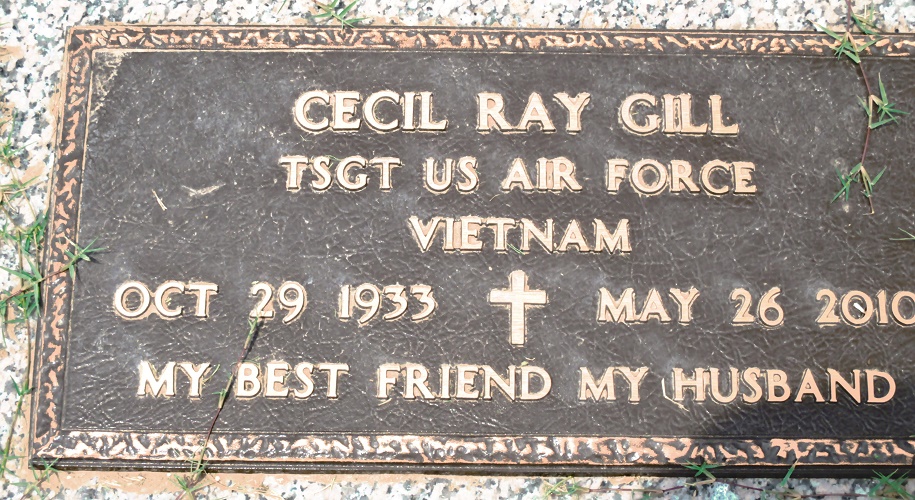 CECIL RAY GILL
TSGT US AIR FORCE
VIETNAM
OCT 29 1933 MAY 26 2010
MY BEST FRIEND MY HUSBAND